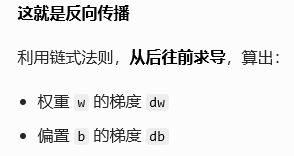 这就是反向传播
利用链式法则，从后往前求导，算出：
• 权重 w 的梯度 dw
• 偏置 b 的梯度 db